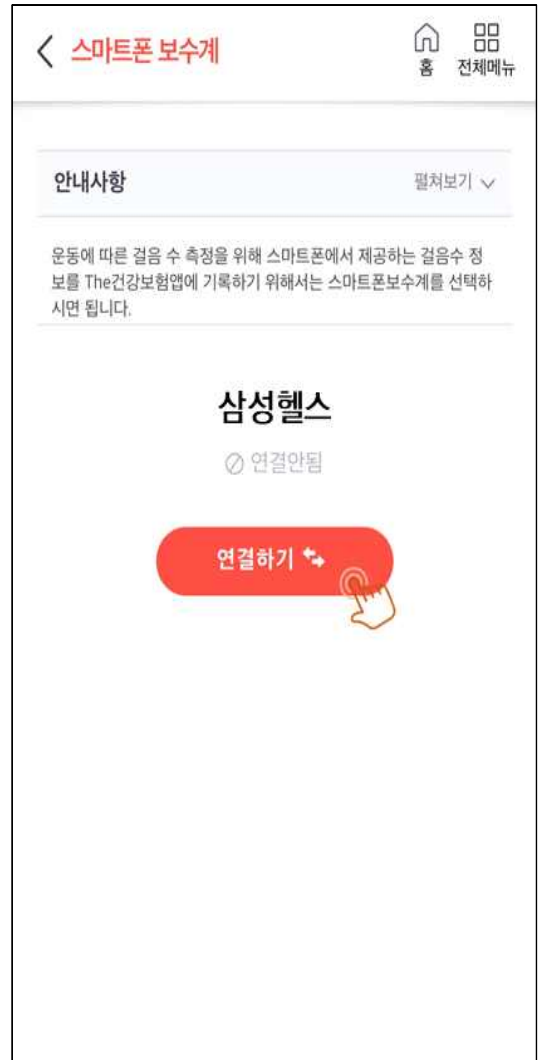 스마트폰 보수계
홈
전체메뉴
안내사항
펼쳐보기
운동에 따른 걸음 수 측정을 위해 스마트폰에서 제공하는 걸음수 정
보를 The건강보험앱에 기록하기 위해서는 스마트폰보수계를 선택하
시면 됩니다.
삼성헬스
연결안됨
연결하기